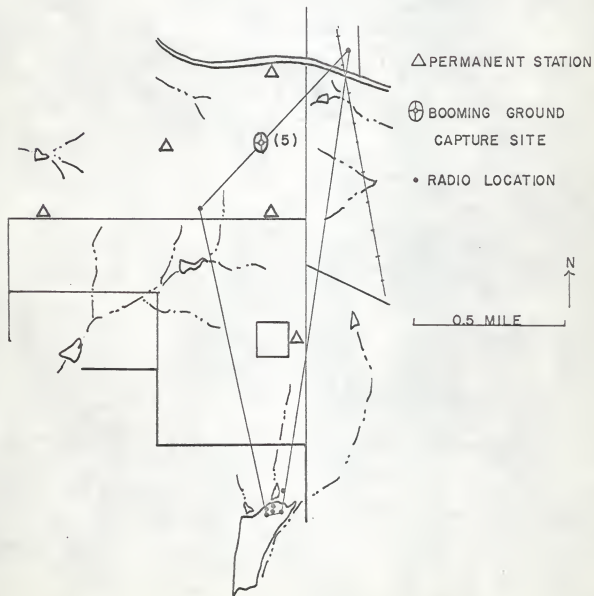 PERMANENT STATION
BOOMING GROUND
CAPTURE SITE
RADIO LOCATION
(5)
N
0.5 MILE